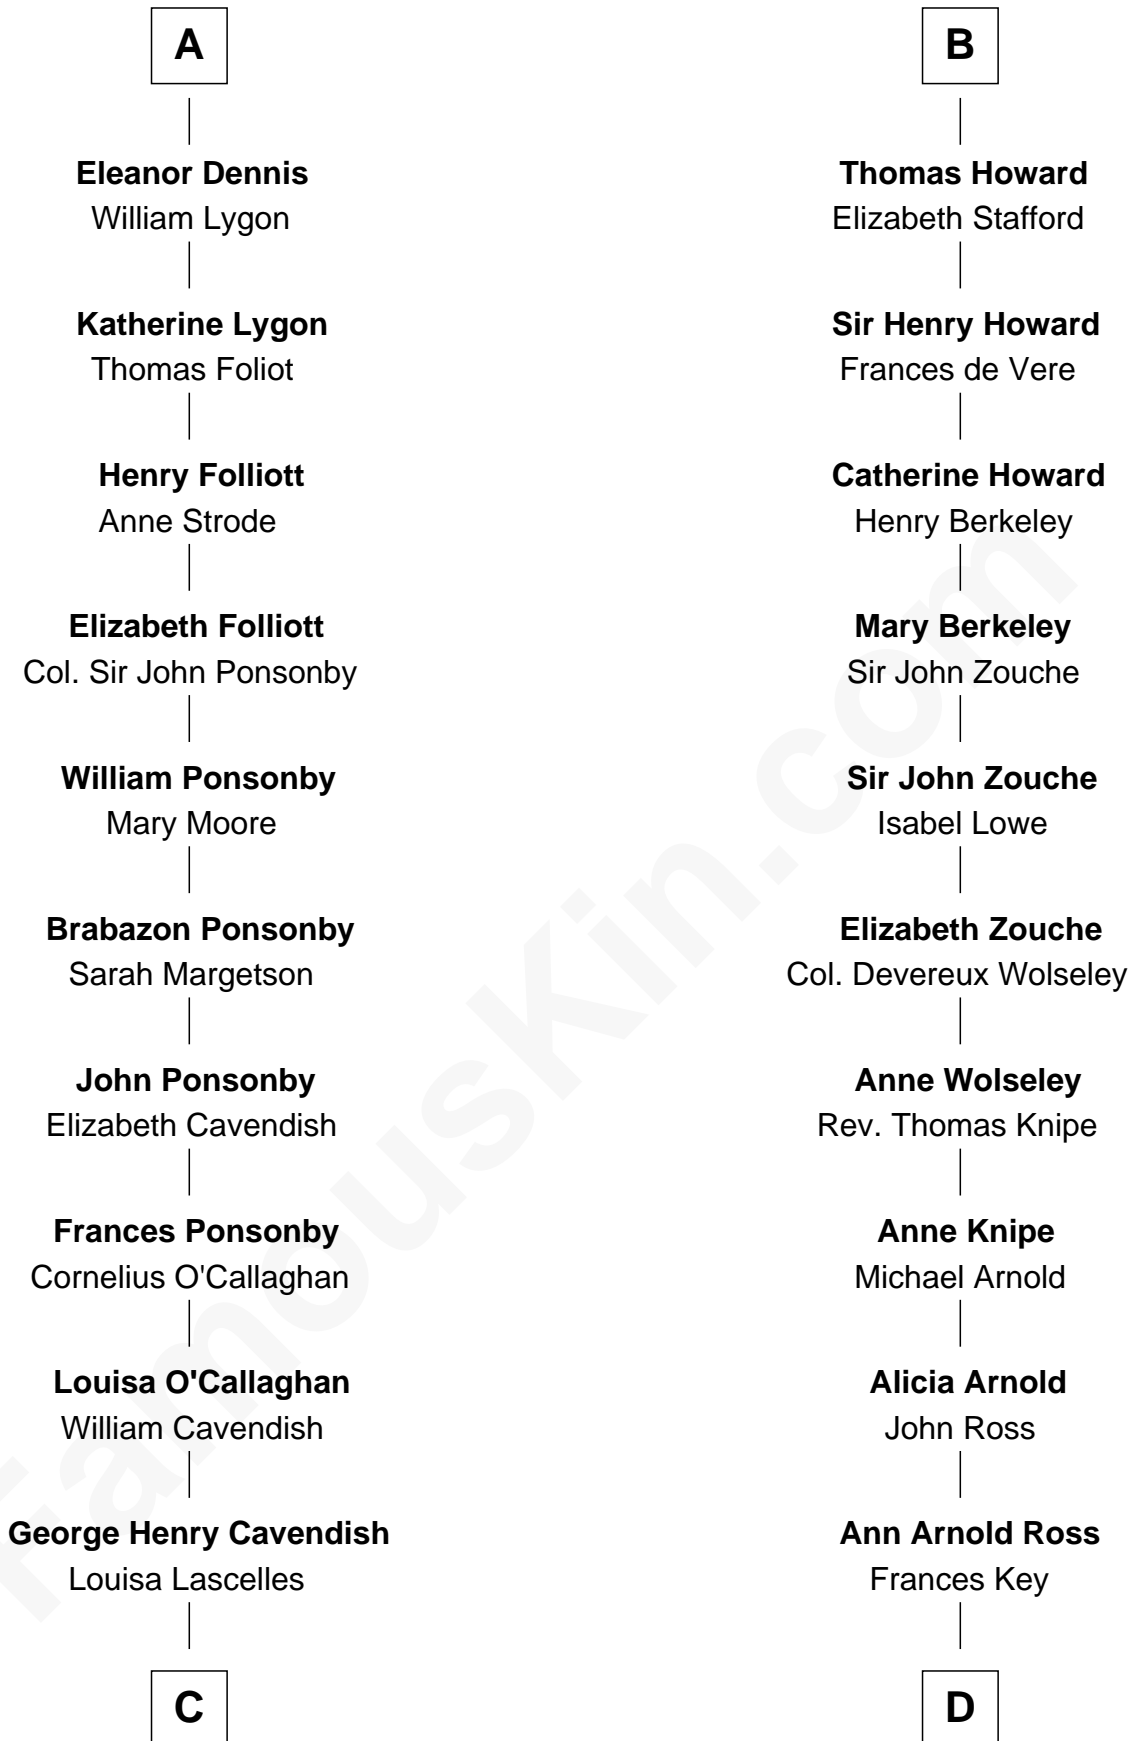 A
Eleanor Dennis
William Lygon
Katherine Lygon
Thomas Foliot
Henry Folliott
Anne Strode
Elizabeth Folliott
Col. Sir John Ponsonby
William Ponsonby
Mary Moore
Brabazon Ponsonby
Sarah Margetson
John Ponsonby
Elizabeth Cavendish
Frances Ponsonby
Cornelius O'Callaghan
Louisa O'Callaghan
William Cavendish
George Henry Cavendish
Louisa Lascelles
C
B
Thomas Howard
Elizabeth Stafford
Sir Henry Howard
Frances de Vere
Catherine Howard
Henry Berkeley
Mary Berkeley
Sir John Zouche
Sir John Zouche
Isabel Lowe
Elizabeth Zouche
Col. Devereux Wolseley
Anne Wolseley
Rev. Thomas Knipe
Anne Knipe
Michael Arnold
Alicia Arnold
John Ross
Ann Arnold Ross
Frances Key
D
FamousKin.com